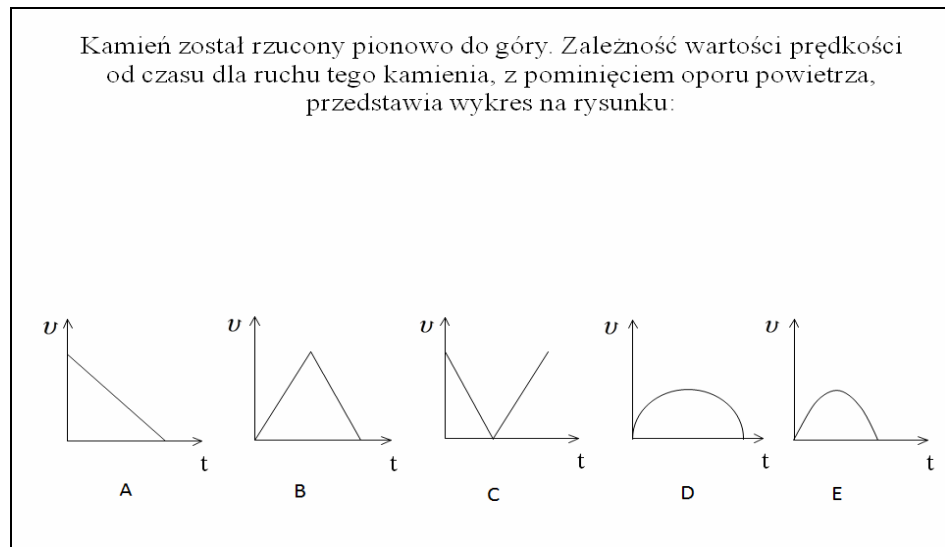 Kamień został rzucony pionowo do góry. Zależność wartości prędkości
od czasu dla ruchu tego kamienia, z pominięciem oporu powietrza,
przedstawia wykres na rysunku:
υ υ υ υ υ
t t t t t
A B C D E